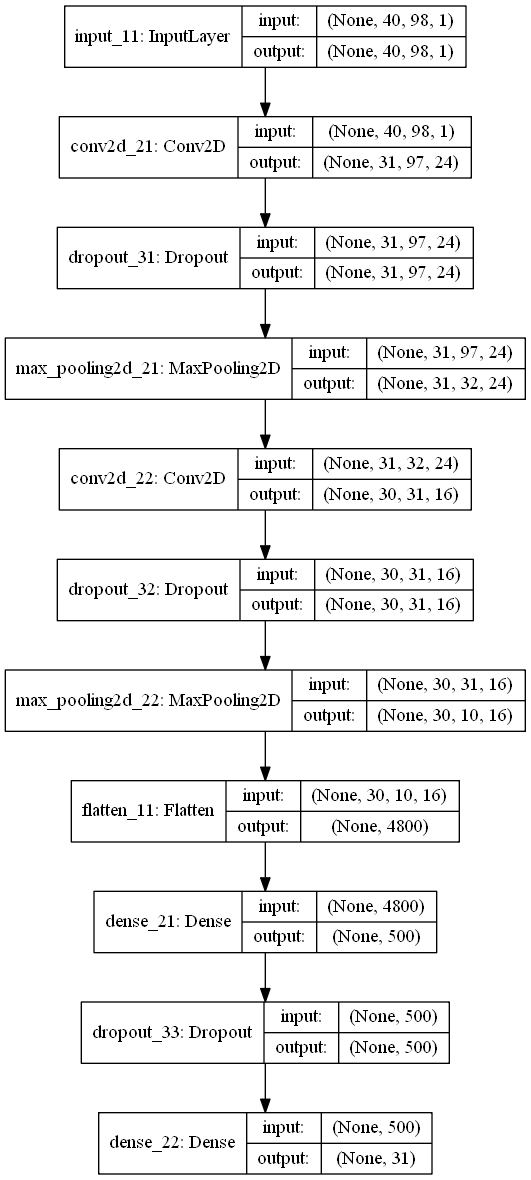 input_11: InputLayer
input: (None, 40, 98, 1)
output: (None, 40, 98, 1)
conv2d_21: Conv2D
input: (None, 40, 98, 1)
output: (None, 31, 97, 24)
dropout_31: Dropout
input: (None, 31, 97, 24)
output: (None, 31, 97, 24)
max_pooling2d_21: MaxPooling2D
input: (None, 31, 97, 24)
output: (None, 31, 32, 24)
conv2d_22: Conv2D
input: (None, 31, 32, 24)
output: (None, 30, 31, 16)
dropout_32: Dropout
input: (None, 30, 31, 16)
output: (None, 30, 31, 16)
max_pooling2d_22: MaxPooling2D
input: (None, 30, 31, 16)
output: (None, 30, 10, 16)
flatten_11: Flatten
input: (None, 30, 10, 16)
output: (None, 4800)
dense_21: Dense
input: (None, 4800)
output: (None, 500)
dropout_33: Dropout
input: (None, 500)
output: (None, 500)
dense_22: Dense
input: (None, 500)
output: (None, 31)